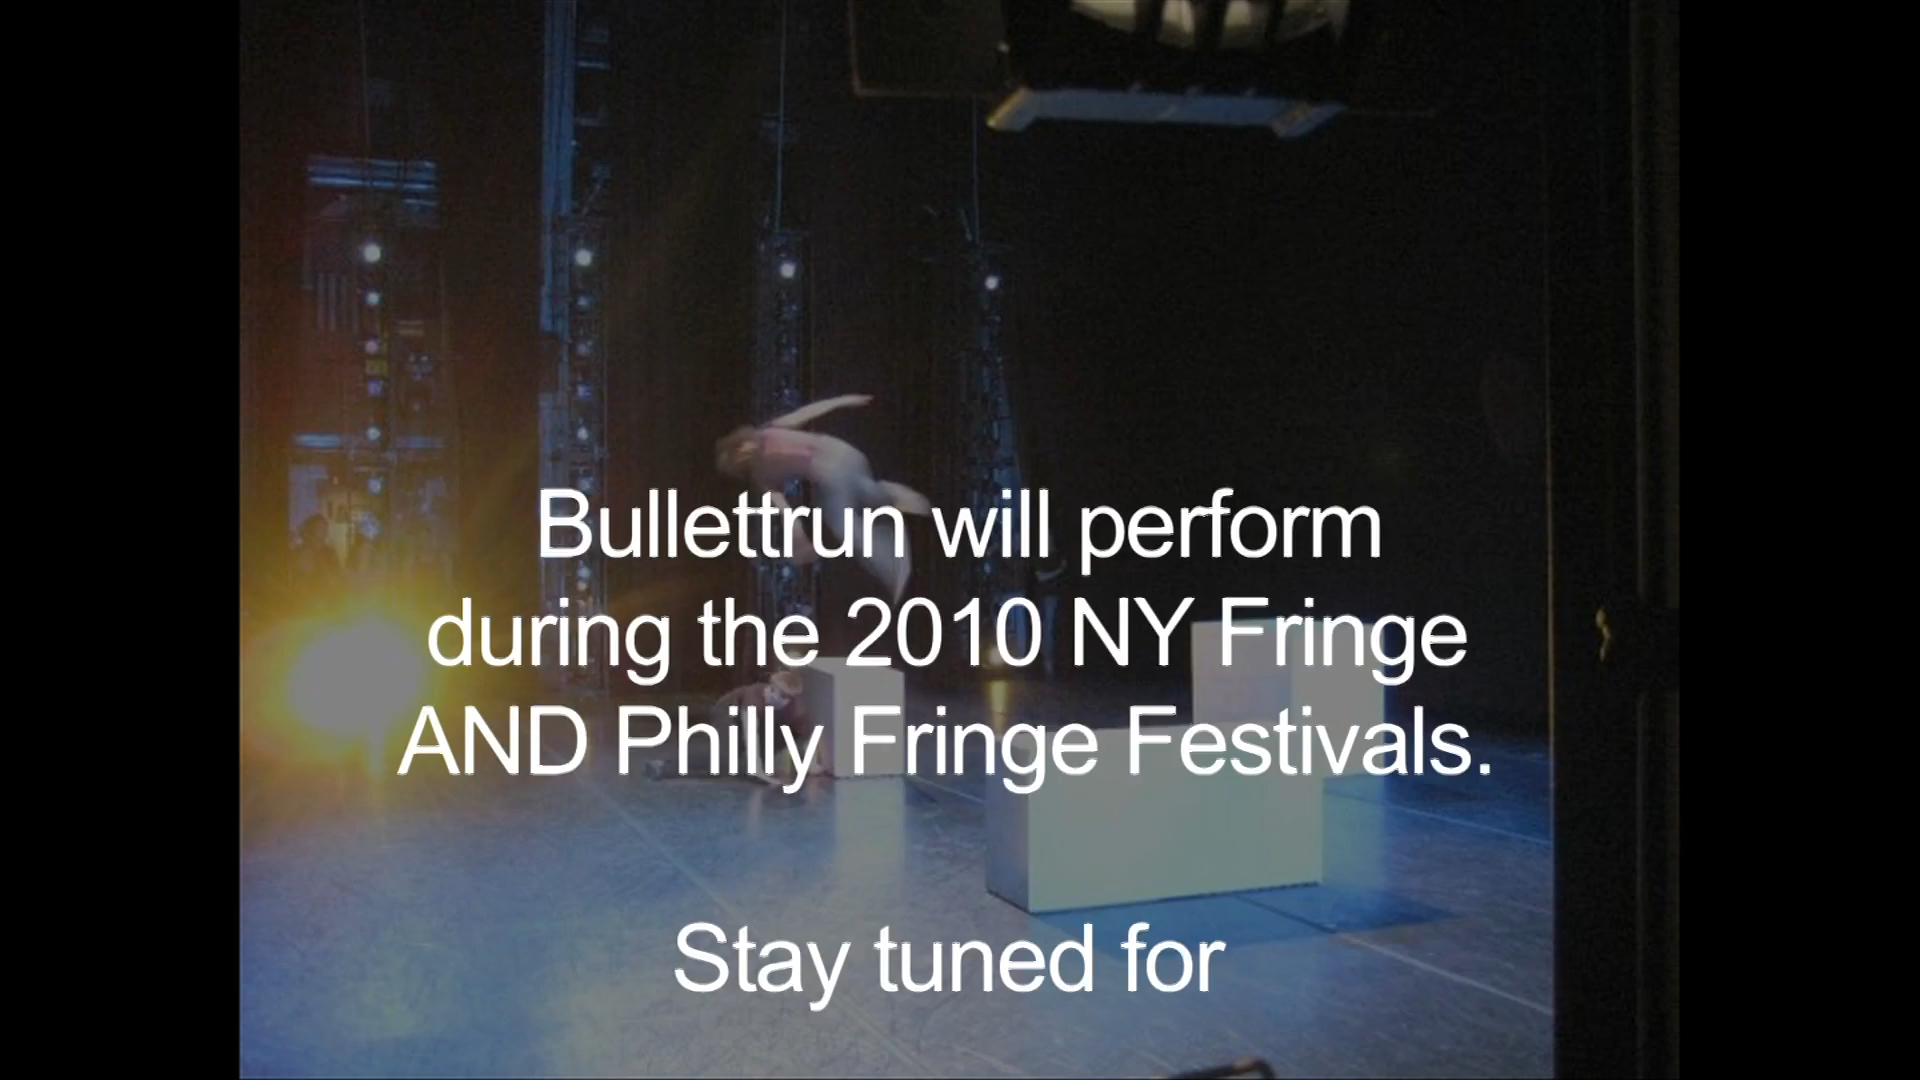 Bullettrun will perform
during the 2010 NY Fringe
AND Philly Fringe Festivals.
Stay tuned for